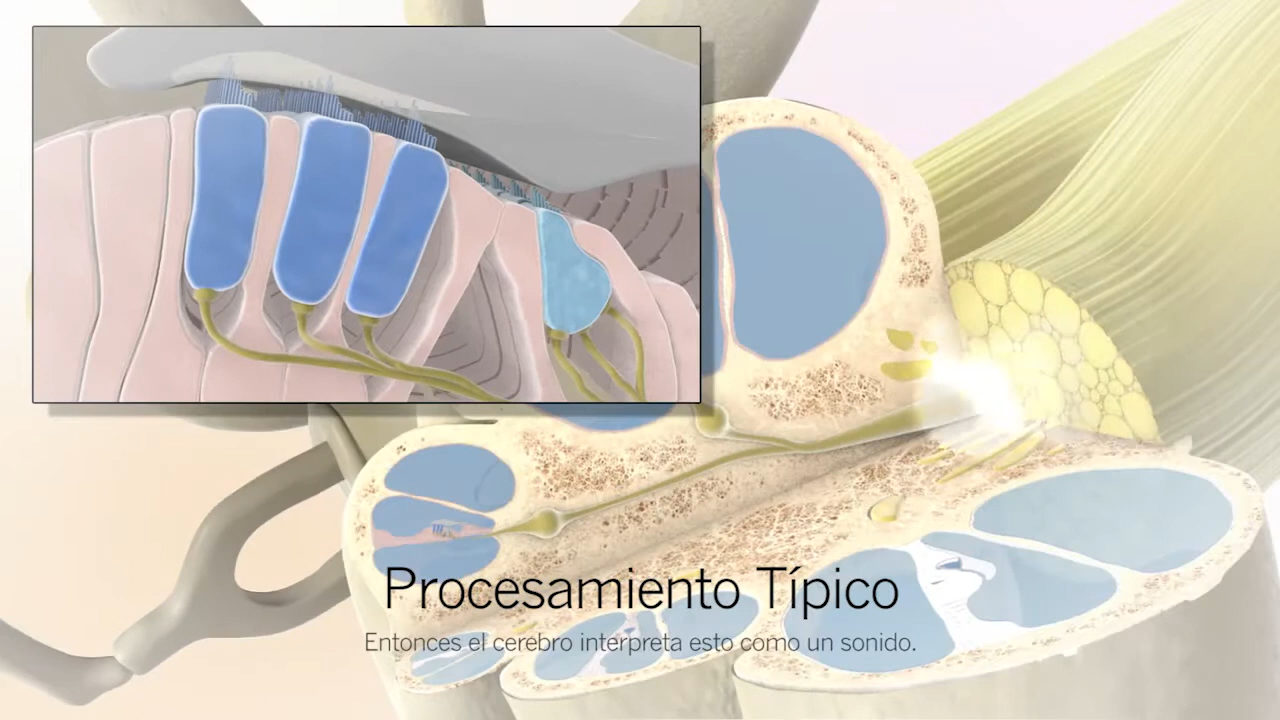 Procesamiento Típico
Entonces el cerebro interpreta esto como un sonido.